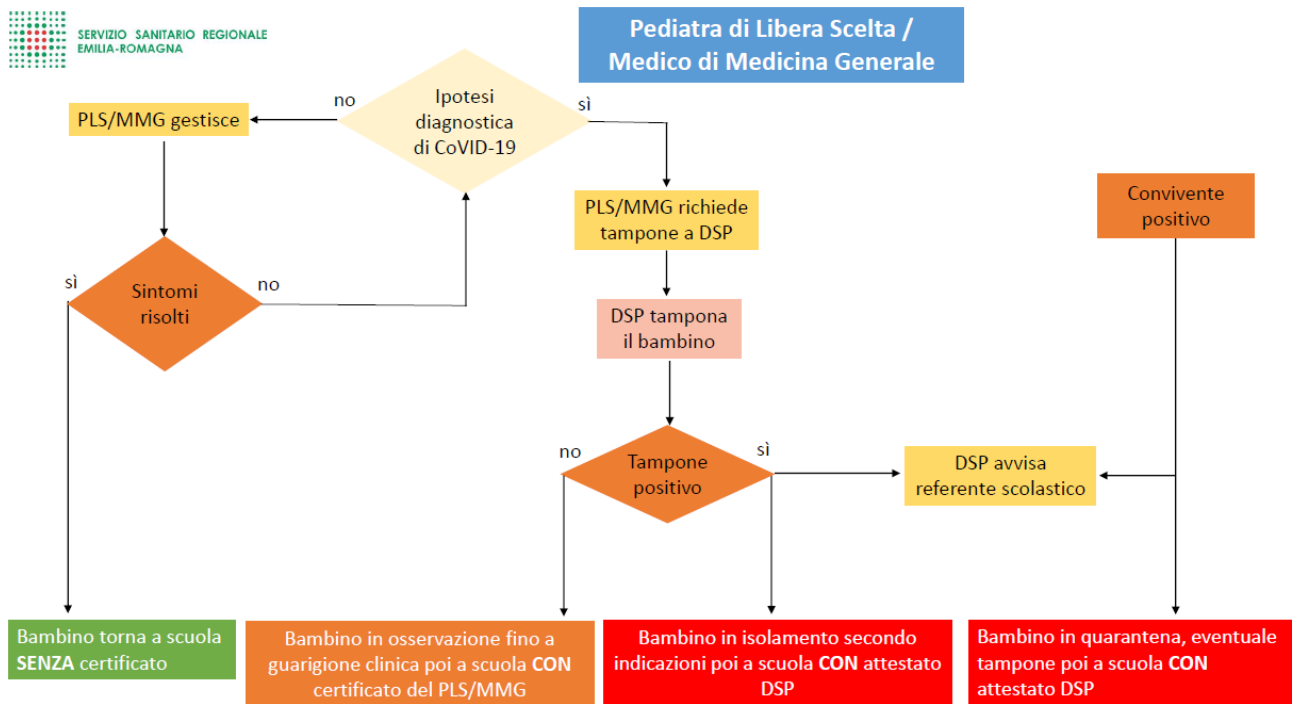 SERVIZIO SANITARIO REGIONALE
EMILIA-ROMAGNA
Pediatra di Libera Scelta /
Medico di Medicina Generale
no
Ipotesi
diagnostica
di CoVID-19
sì
PLS/MMG gestisce
PLS/MMG richiede
tampone a DSP
Convivente
positivo
sì
Sintomi
risolti
no
DSP tampona
il bambino
no
Tampone
positivo
sì
DSP avvisa
referente scolastico
Bambino torna a scuola
SENZA certificato
Bambino in osservazione fino a
guarigione clinica poi a scuola CON
certificato del PLS/MMG
Bambino in isolamento secondo
indicazioni poi a scuola CON attestato
DSP
Bambino in quarantena, eventuale
tampone poi a scuola CON
attestato DSP